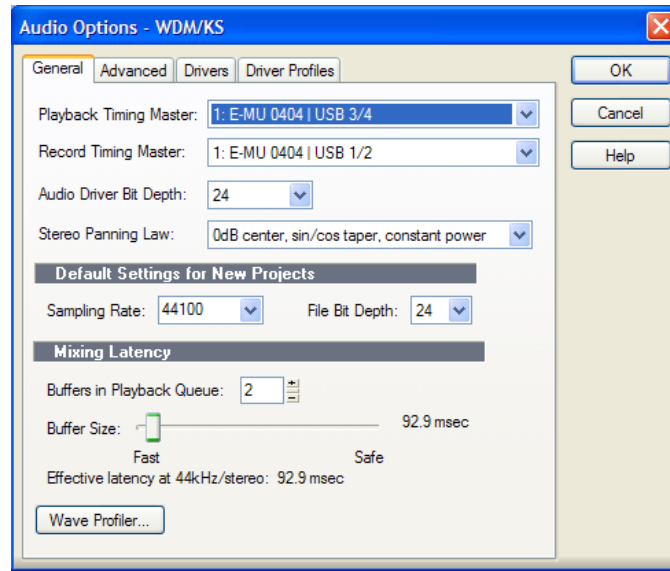 Audio Options - WDM/KS
General Advanced Drivers Driver Profiles
OK
Cancel
Help
Playback Timing Master: 1: E-MU 0404 | USB 3/4
Record Timing Master: 1: E-MU 0404 | USB 1/2
Audio Driver Bit Depth: 24
Stereo Panning Law: 0dB center, sin/cos taper, constant power
Default Settings for New Projects
Sampling Rate: 44100 File Bit Depth: 24
Mixing Latency
Buffers in Playback Queue: 2
Buffer Size: 92.9 msec
Fast Safe
Effective latency at 44kHz/stereo: 92.9 msec
Wave Profiler...